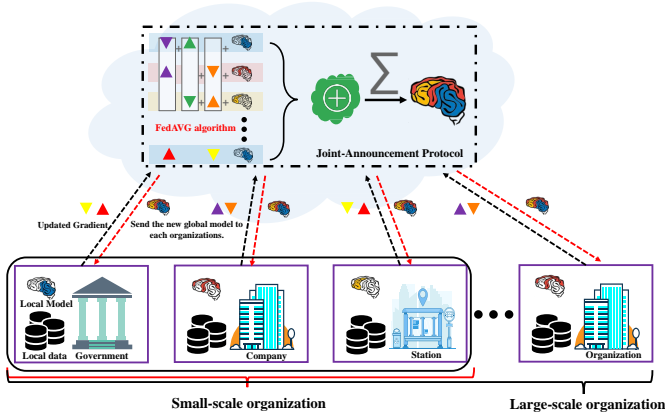 FedAVG algorithm
Joint-Announcement Protocol
Updated Gradient
Send the new global model to
each organizations.
Local Model
Local data
Government
Company
Station
Organization
Small-scale organization
Large-scale organization